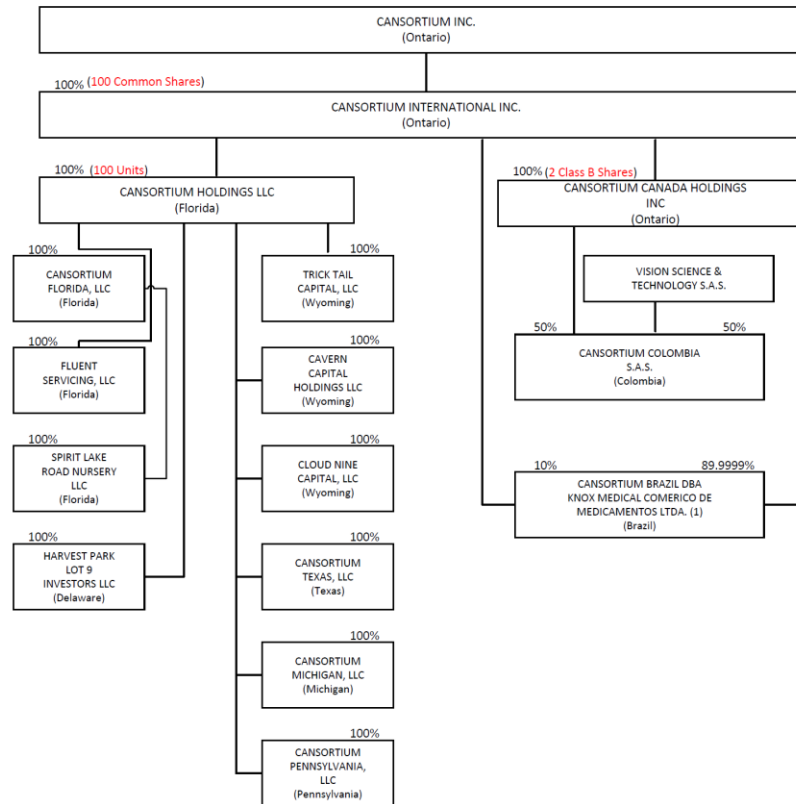 CANSORTIUM INC.
(Ontario)
100% (100 Common Shares)
CANSORTIUM INTERNATIONAL INC.
(Ontario)
100% (100 Units)
CANSORTIUM HOLDINGS LLC
(Florida)
100% (2 Class B Shares)
CANSORTIUM CANADA HOLDINGS
INC
(Ontario)
100%
CANSORTIUM
FLORIDA, LLC
(Florida)
100%
TRICK TAIL
CAPITAL, LLC
(Wyoming)
VISION SCIENCE &
TECHNOLOGY S.A.S.
100%
FLUENT
SERVICING, LLC
(Florida)
100%
CAVERN
CAPITAL
HOLDINGS LLC
(Wyoming)
50% 50%
CANSORTIUM COLOMBIA
S.A.S.
(Colombia)
100%
SPIRIT LAKE
ROAD NURSERY
LLC
(Florida)
100%
CLOUD NINE
CAPITAL, LLC
(Wyoming)
10% 89.9999%
CANSORTIUM BRAZIL DBA
KNOX MEDICAL COMERICO DE
MEDICAMENTOS LTDA. (1)
(Brazil)
100%
HARVEST PARK
LOT 9
INVESTORS LLC
(Delaware)
100%
CANSORTIUM
TEXAS, LLC
(Texas)
100%
CANSORTIUM
MICHIGAN, LLC
(Michigan)
100%
CANSORTIUM
PENNSYLVANIA,
LLC
(Pennsylvania)